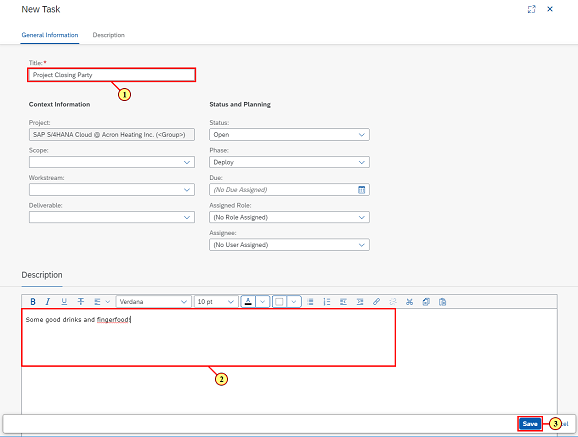 New Task
General Information Description
Title:*
Project Closing Party
1
Context Information Status and Planning
Project: Status:
SAP S/4HANA Cloud @ Acron Heating Inc. (<Group>) Open
Scope: Phase:
Deploy
Workstream: Due:
(No Due Assigned)
Deliverable: Assigned Role:
(No Role Assigned)
Assignee:
(No User Assigned)
Description
B I U T Verdana 10 pt A
Some good drinks and fingerfood!
2
Save 3 el